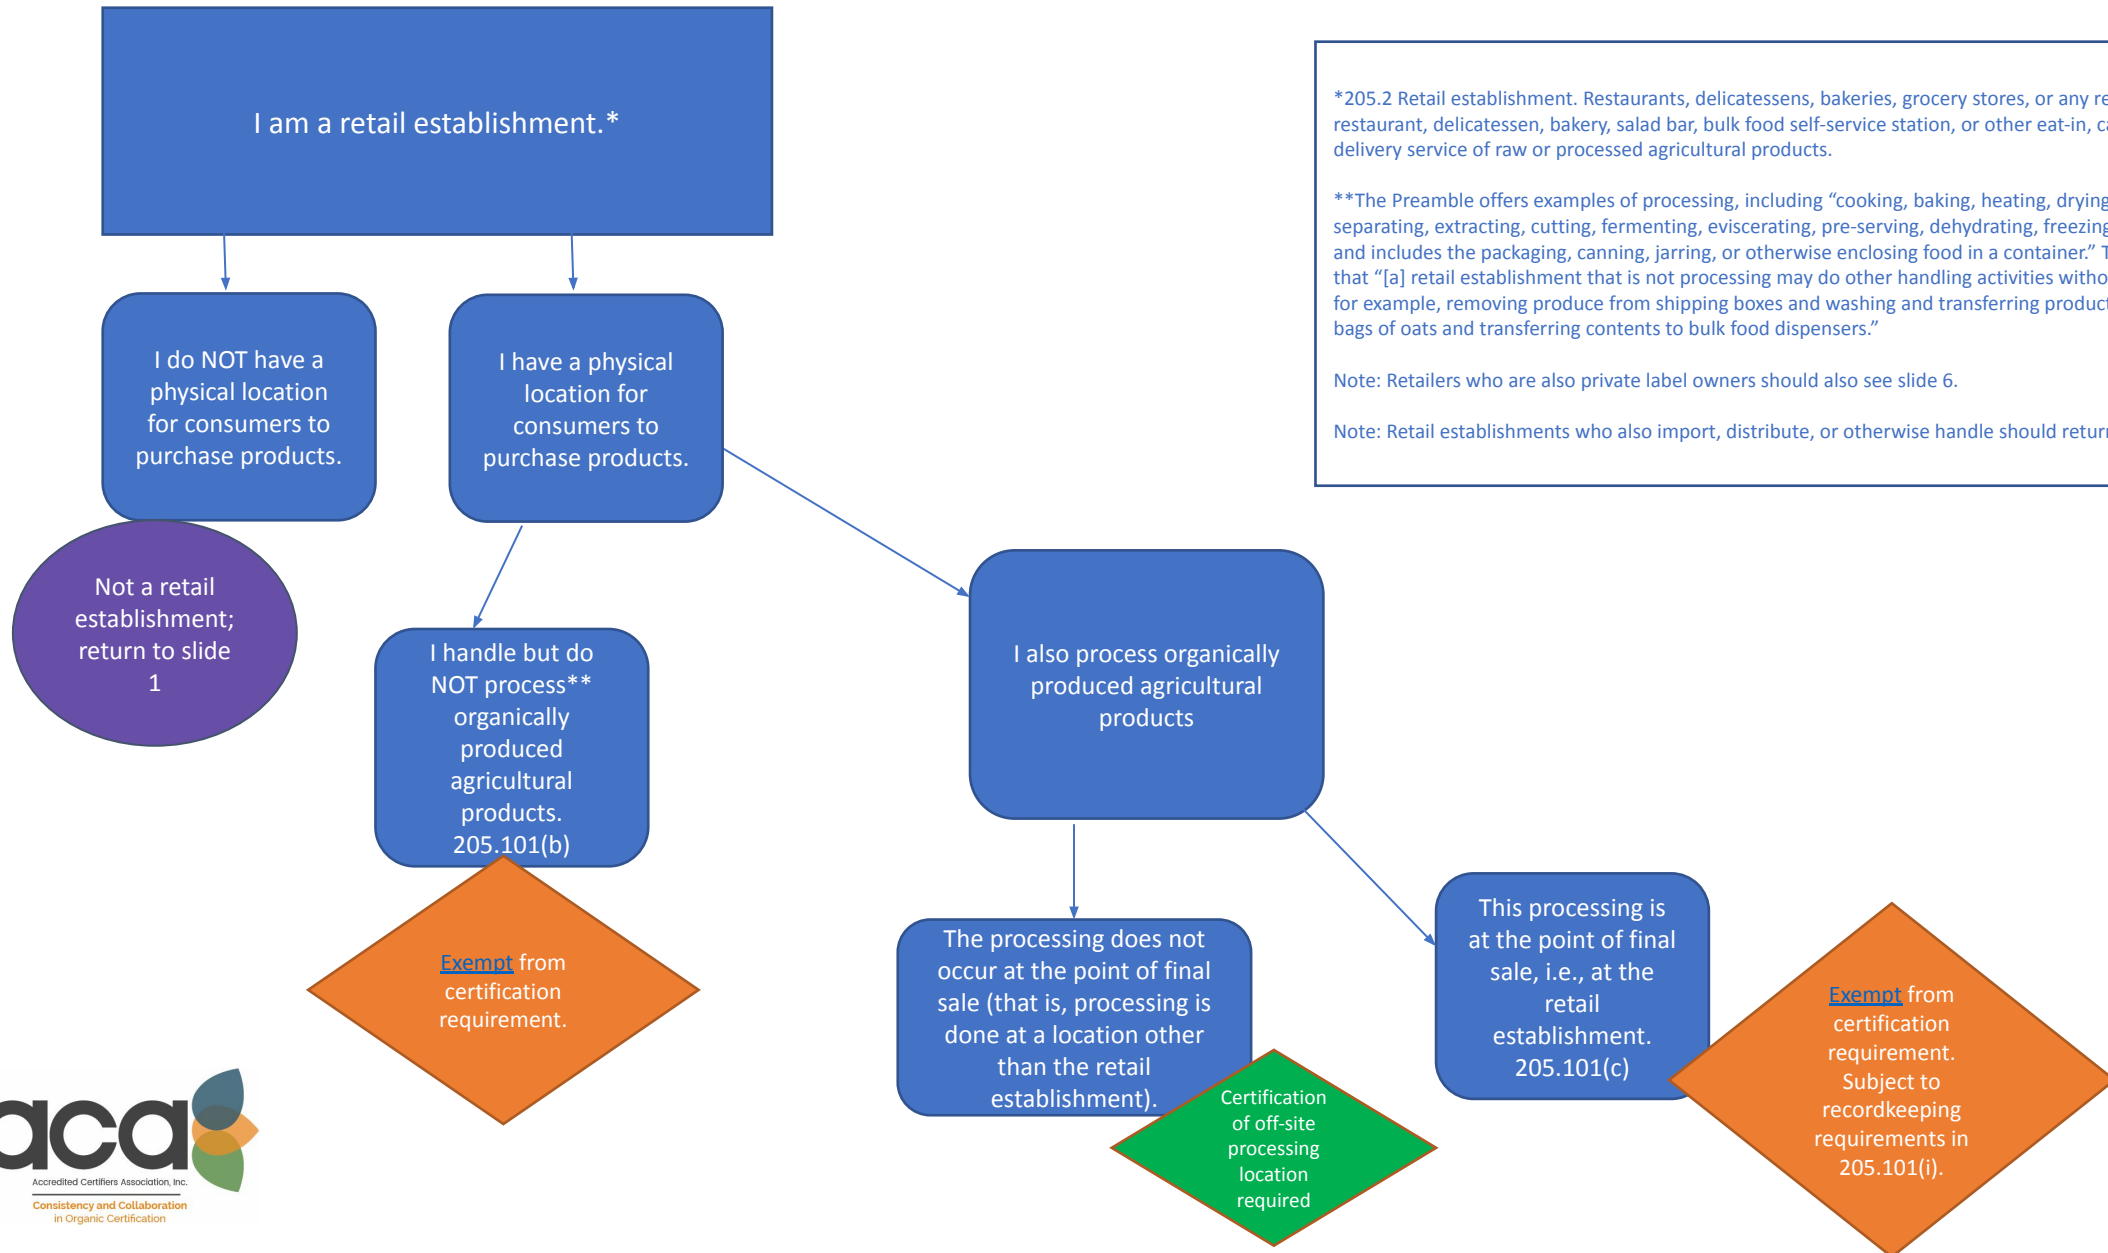 I am a retail establishment.*
*205.2 Retail establishment. Restaurants, delicatessens, bakeries, grocery stores, or any
restaurant, delicatessen, bakery, salad bar, bulk food self-service station, or other eat-in,
delivery service of raw or processed agricultural products.
**The Preamble offers examples of processing, including “cooking, baking, heating, drying
separating, extracting, cutting, fermenting, eviscerating, pre-serving, dehydrating, freezing
and includes the packaging, canning, jarring, or otherwise enclosing food in a container.”
that “[a] retail establishment that is not processing may do other handling activities
for example, removing produce from shipping boxes and washing and transferring
bags of oats and transferring contents to bulk food dispensers.”
Note: Retailers who are also private label owners should also see slide 6.
Note: Retail establishments who also import, distribute, or otherwise handle should return
I do NOT have a
physical location
for consumers to
purchase products.
I have a physical
location for
consumers to
purchase products.
Not a retail
establishment;
return to slide
1
I handle but do
NOT process**
organically
produced
agricultural
products.
205.101(b)
Exempt from
certification
requirement.
I also process organically
produced agricultural
products
The processing does not
occur at the point of final
sale (that is, processing is
done at a location other
than the retail
establishment).
Certification
of off-site
processing
location
required
This processing is
at the point of final
sale, i.e., at the
retail
establishment.
205.101(c)
Exempt from
certification
requirement.
Subject to
recordkeeping
requirements in
205.101(i).
aca
Accredited Certifiers Association, Inc.
Consistency and Collaboration
in Organic Certification